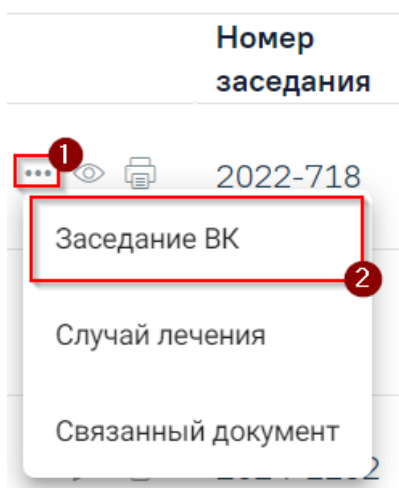 Номер
заседания
1
2022-718
Заседание ВК
2
Случай лечения
Связанный документ